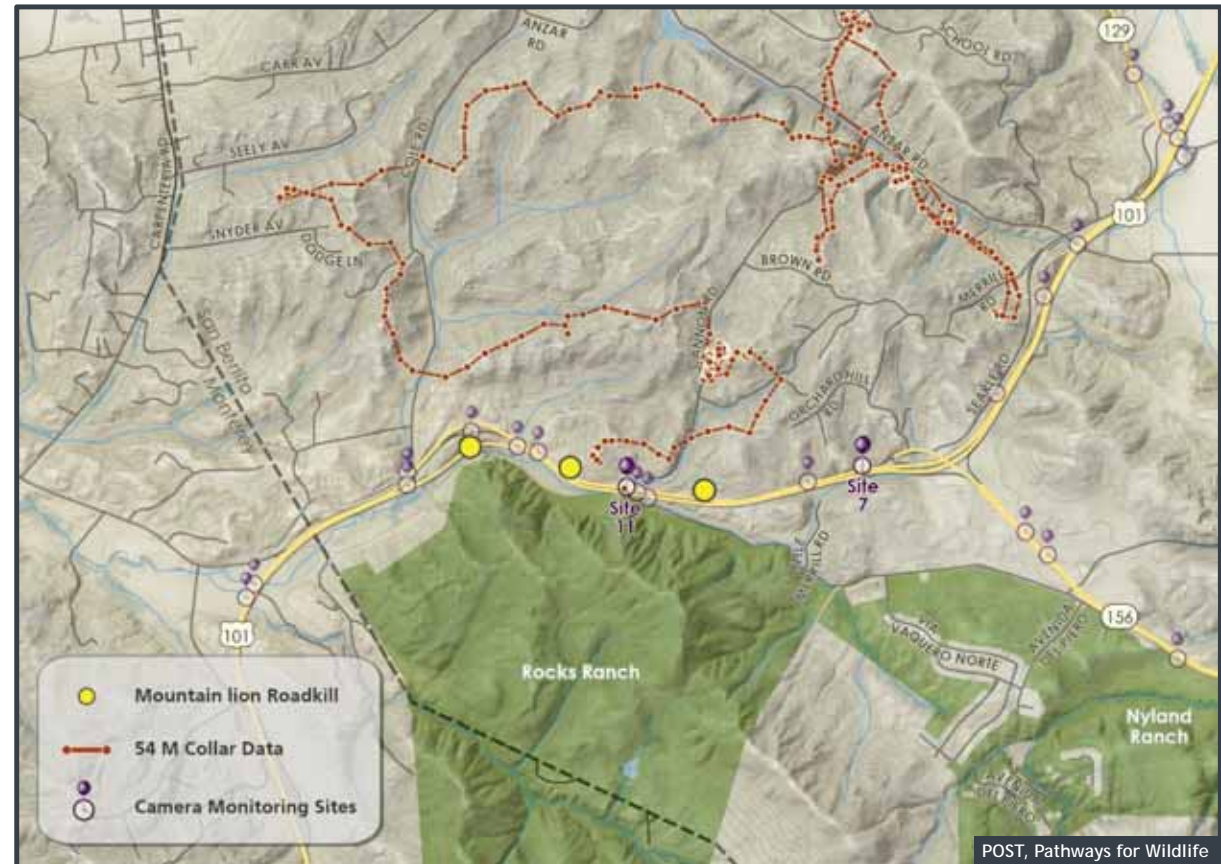 ANZAR
RD
SCHOOL RD
129
CARR AV
CARPENTERIA RD
SEELY AV
COLE RD
ANZAR RD
SNYDER AV
DODGE LN
101
BROWN RD
MERRILL
RD
San Benito
Monterey
ORCHARD HILL
RD
SEARLE RD
Site
11
Site
7
MERRILL RD
101
156
VIA
VAQUERO NORTE
AVENIDA
DEL PIERO
Rocks Ranch
Nyland
Ranch
Mountain lion Roadkill
54 M Collar Data
Camera Monitoring Sites
POST, Pathways for Wildlife